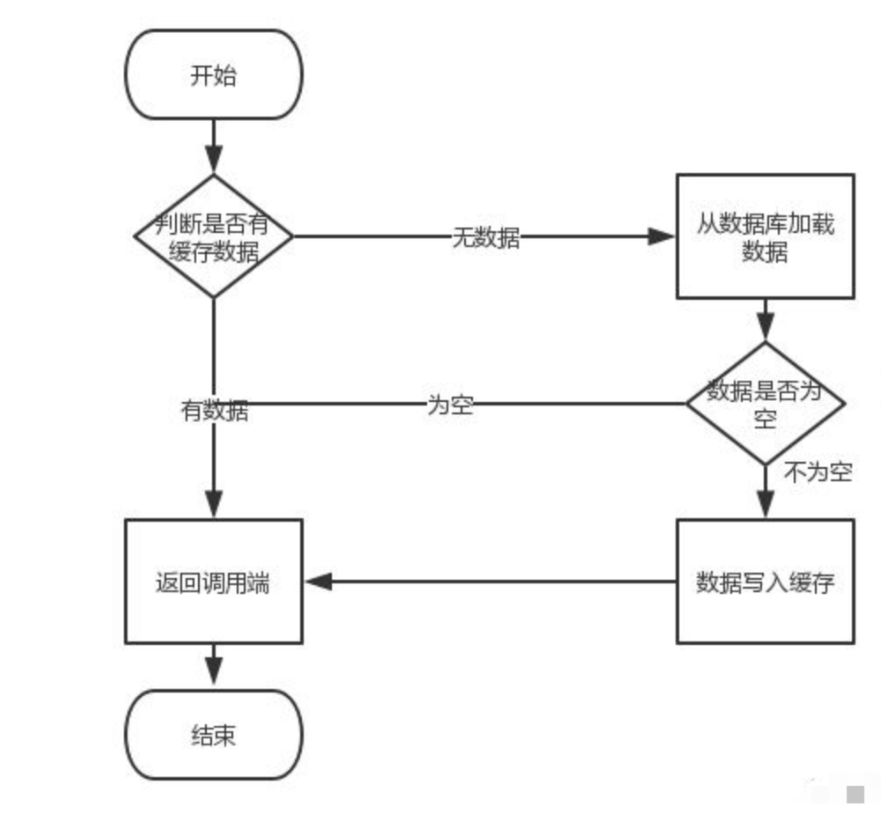 开始
判断是否有
缓存数据
无数据
从数据库加载
数据
有数据
为空
数据是否为
空
不为空
返回调用端
数据写入缓存
结束